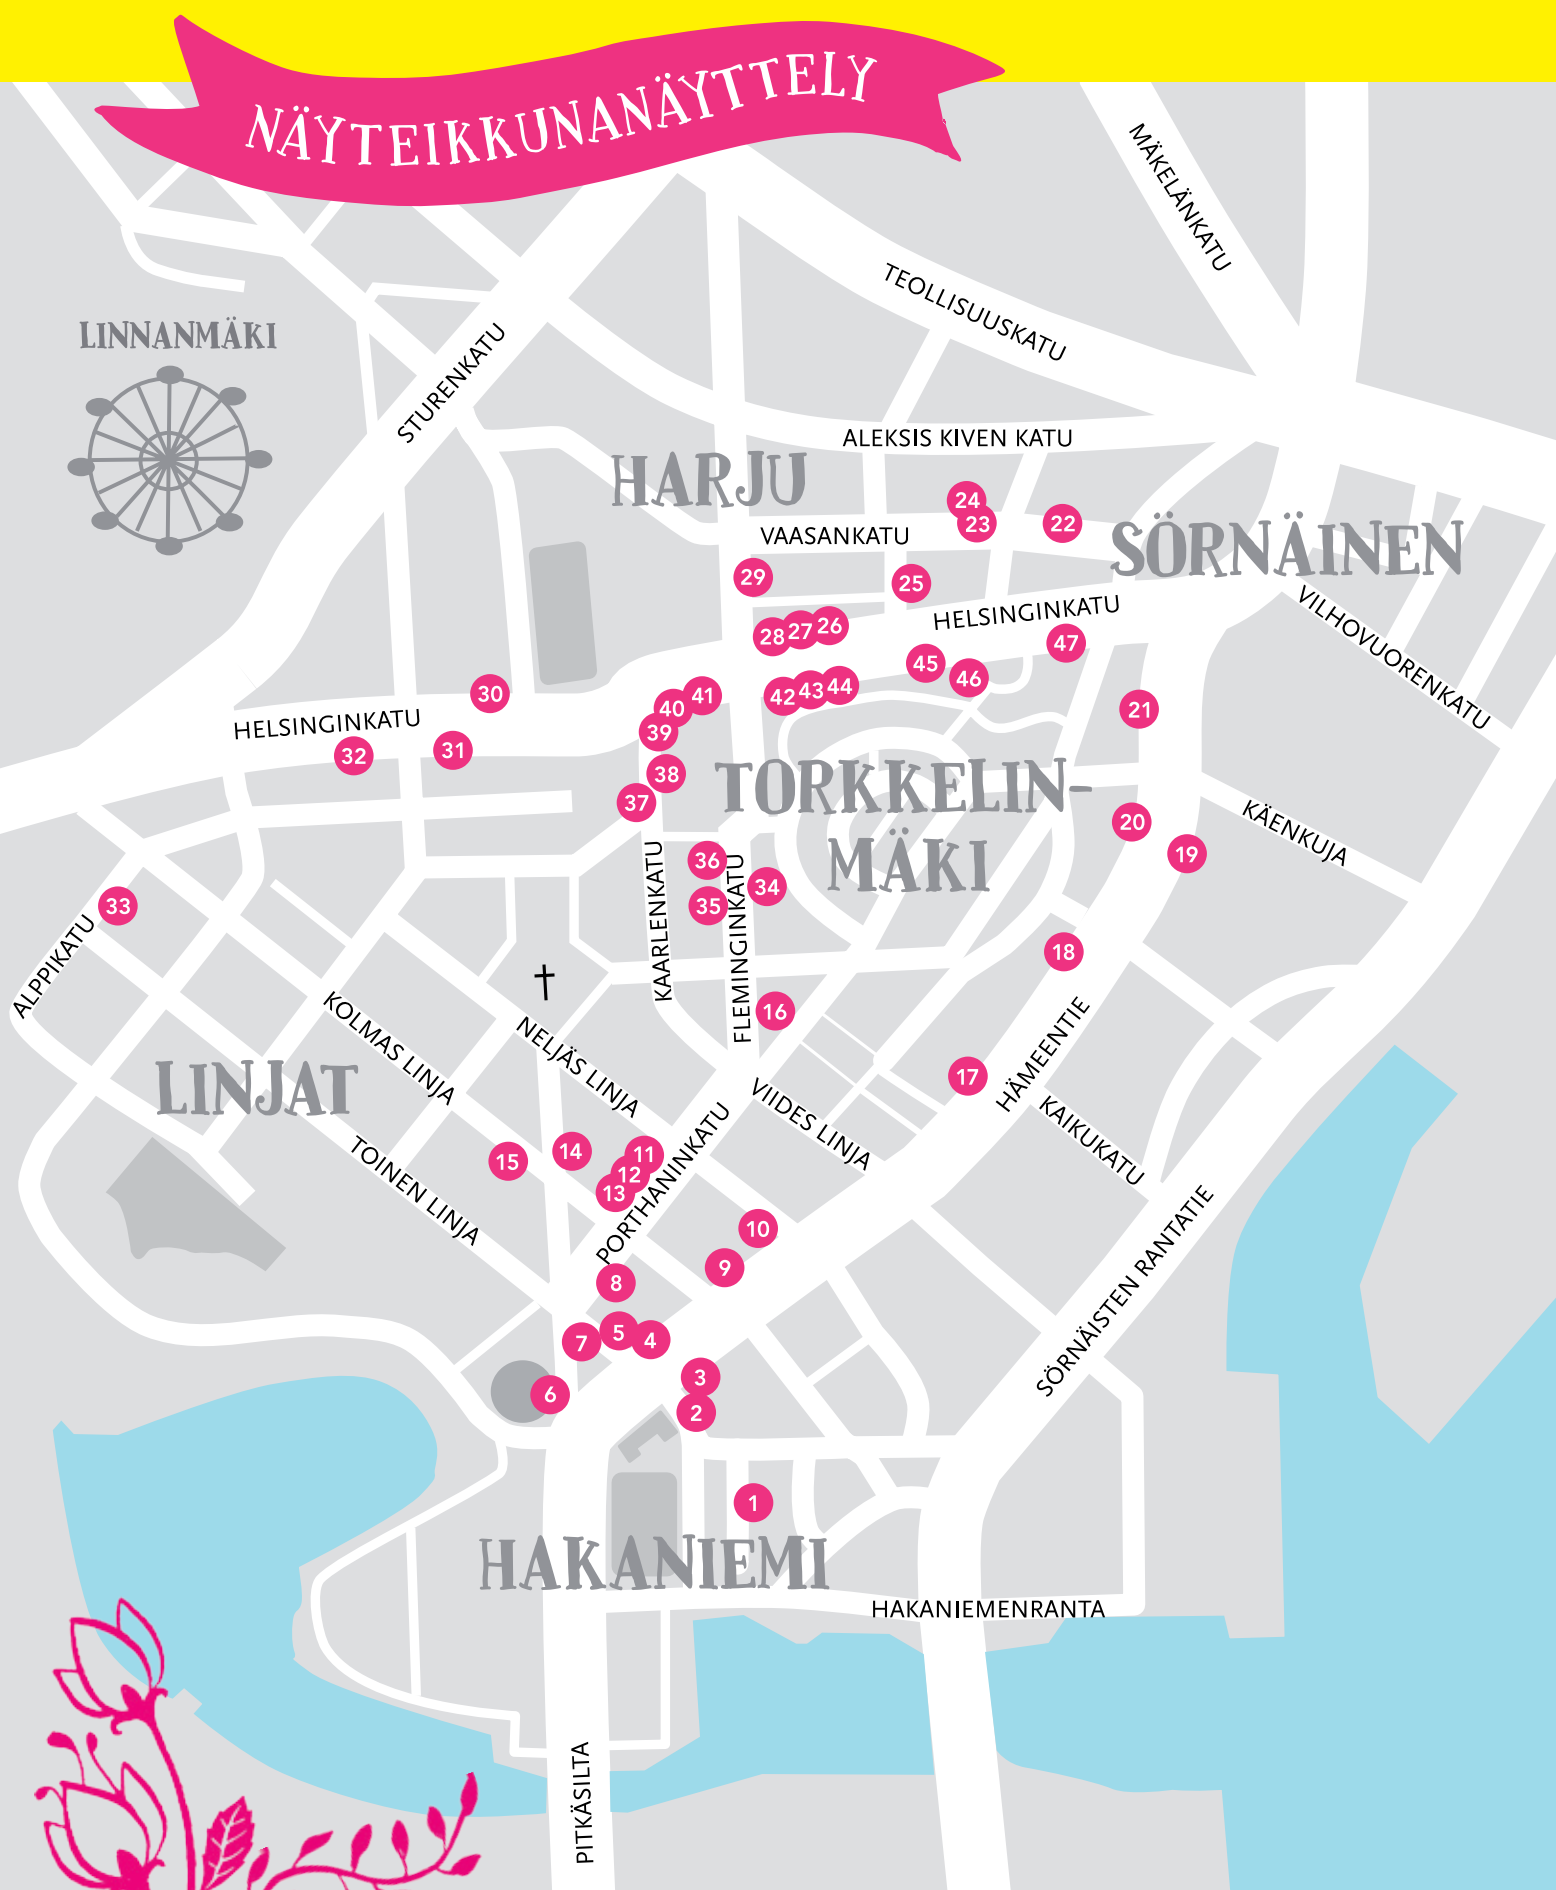 NÄYTEIKKUNANÄYTTELY
MÄKELÄNKATU
TEOLLISUUSKATU
LINNANMÄKI
STURENKATU
ALEKSIS KIVEN KATU
HARJU
24
23
22
VAASANKATU
SÖRNÄINEN
29
25
VILHOVUORENKATU
HELSINGINKATU
28
27
26
47
45
46
30
41
42
43
44
40
39
21
HELSINGINKATU
32
31
38
37
TORKKELIN-
MÄKI
20
19
KÄENKUJA
36
35
34
KAARLENKATU
FLEMINGINKATU
33
ALPPIKATU
18
16
KOLMAS LINJA
NELJÄS LINJA
HÄMEENTIE
17
LINJAT
VIIDES LINJA
KAIKUKATU
PORTHANINKATU
15
14
11
12
13
TOINEN LINJA
10
9
8
SÖRNÄISTEN RANTATIE
7
5
4
3
6
2
1
HAKANIEMI
HAKANIEMENRANTA
PITKÄSILTA